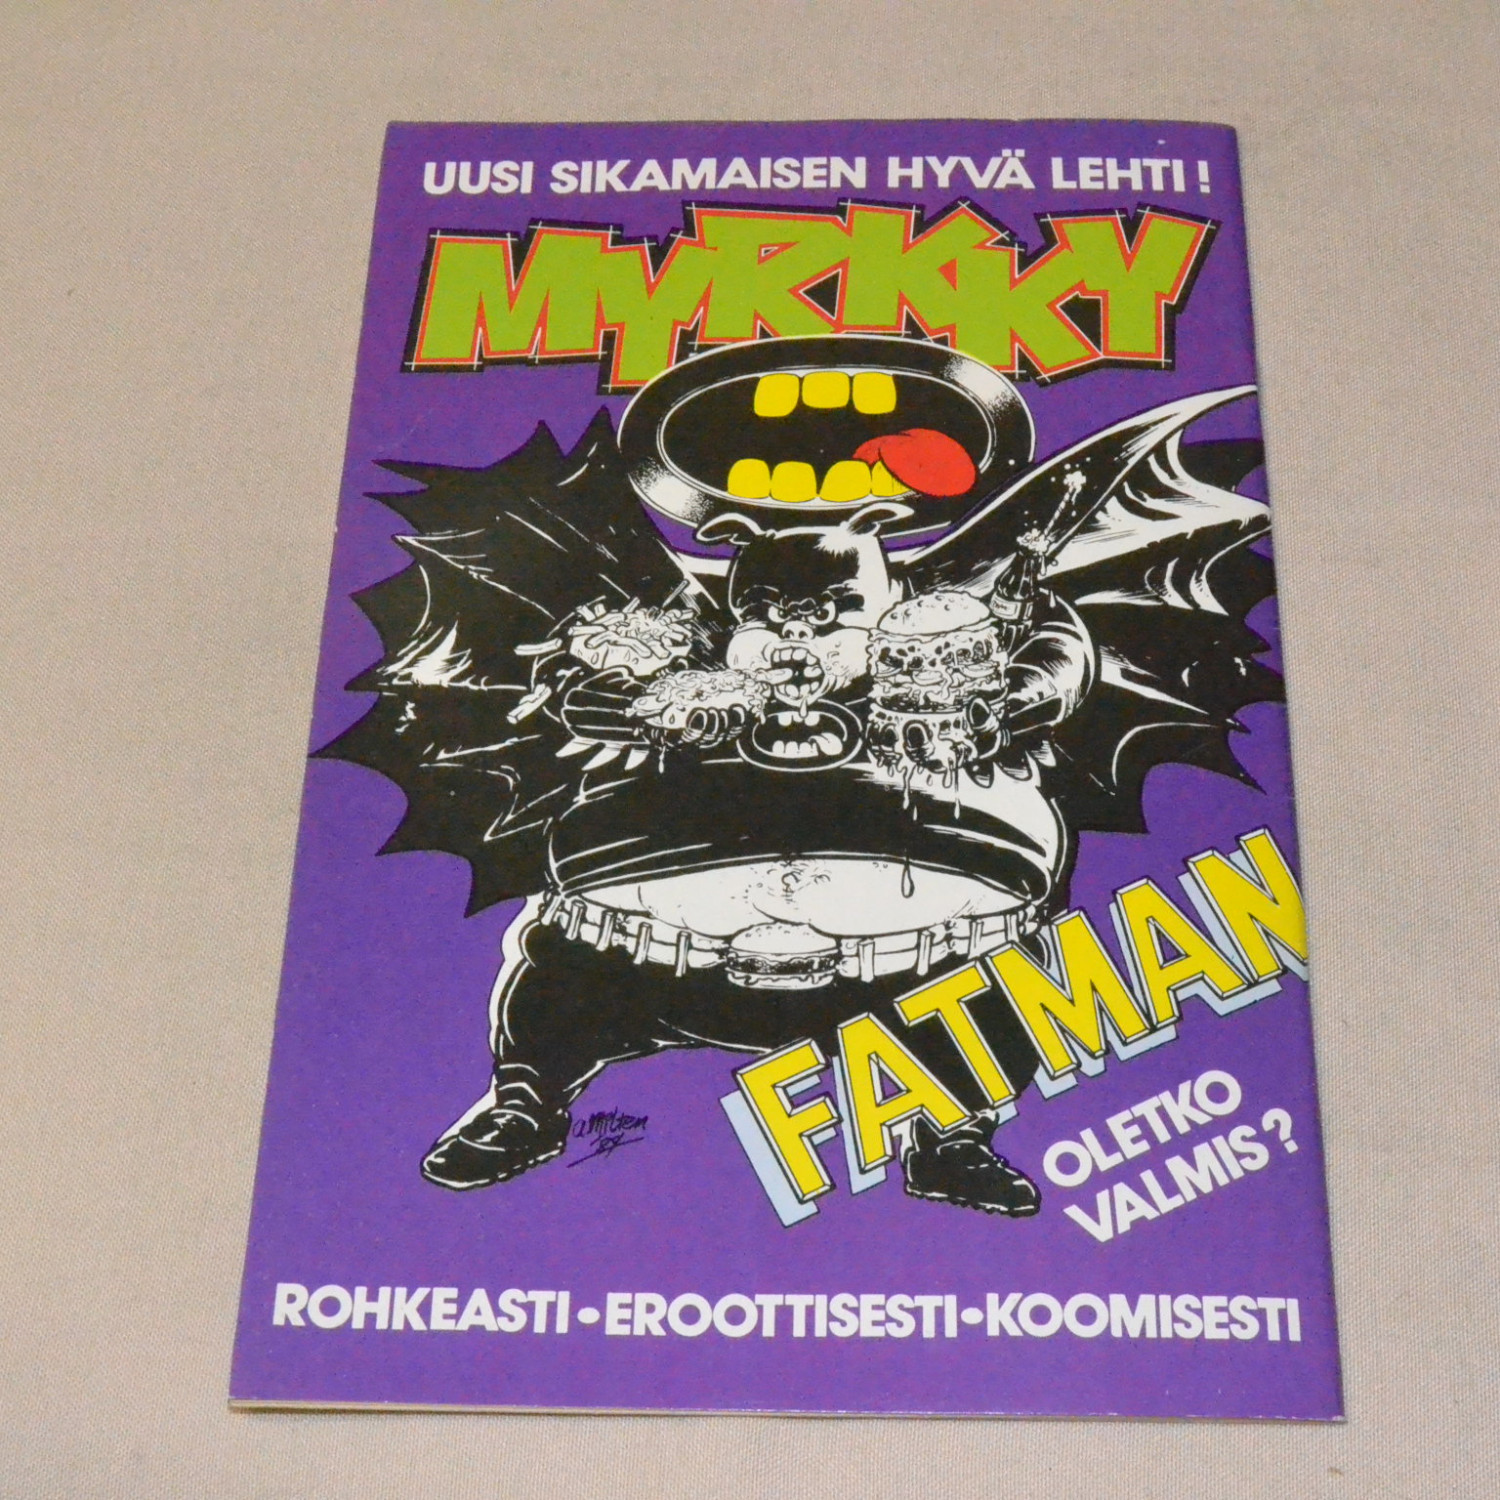 UUSI SIKAMAISEN HYVÄ LEHTI!
MYRKKY
FATMAN
OLETKO
VALMIS?
ROHKEASTI•EROOTTISESTI•KOOMISESTI